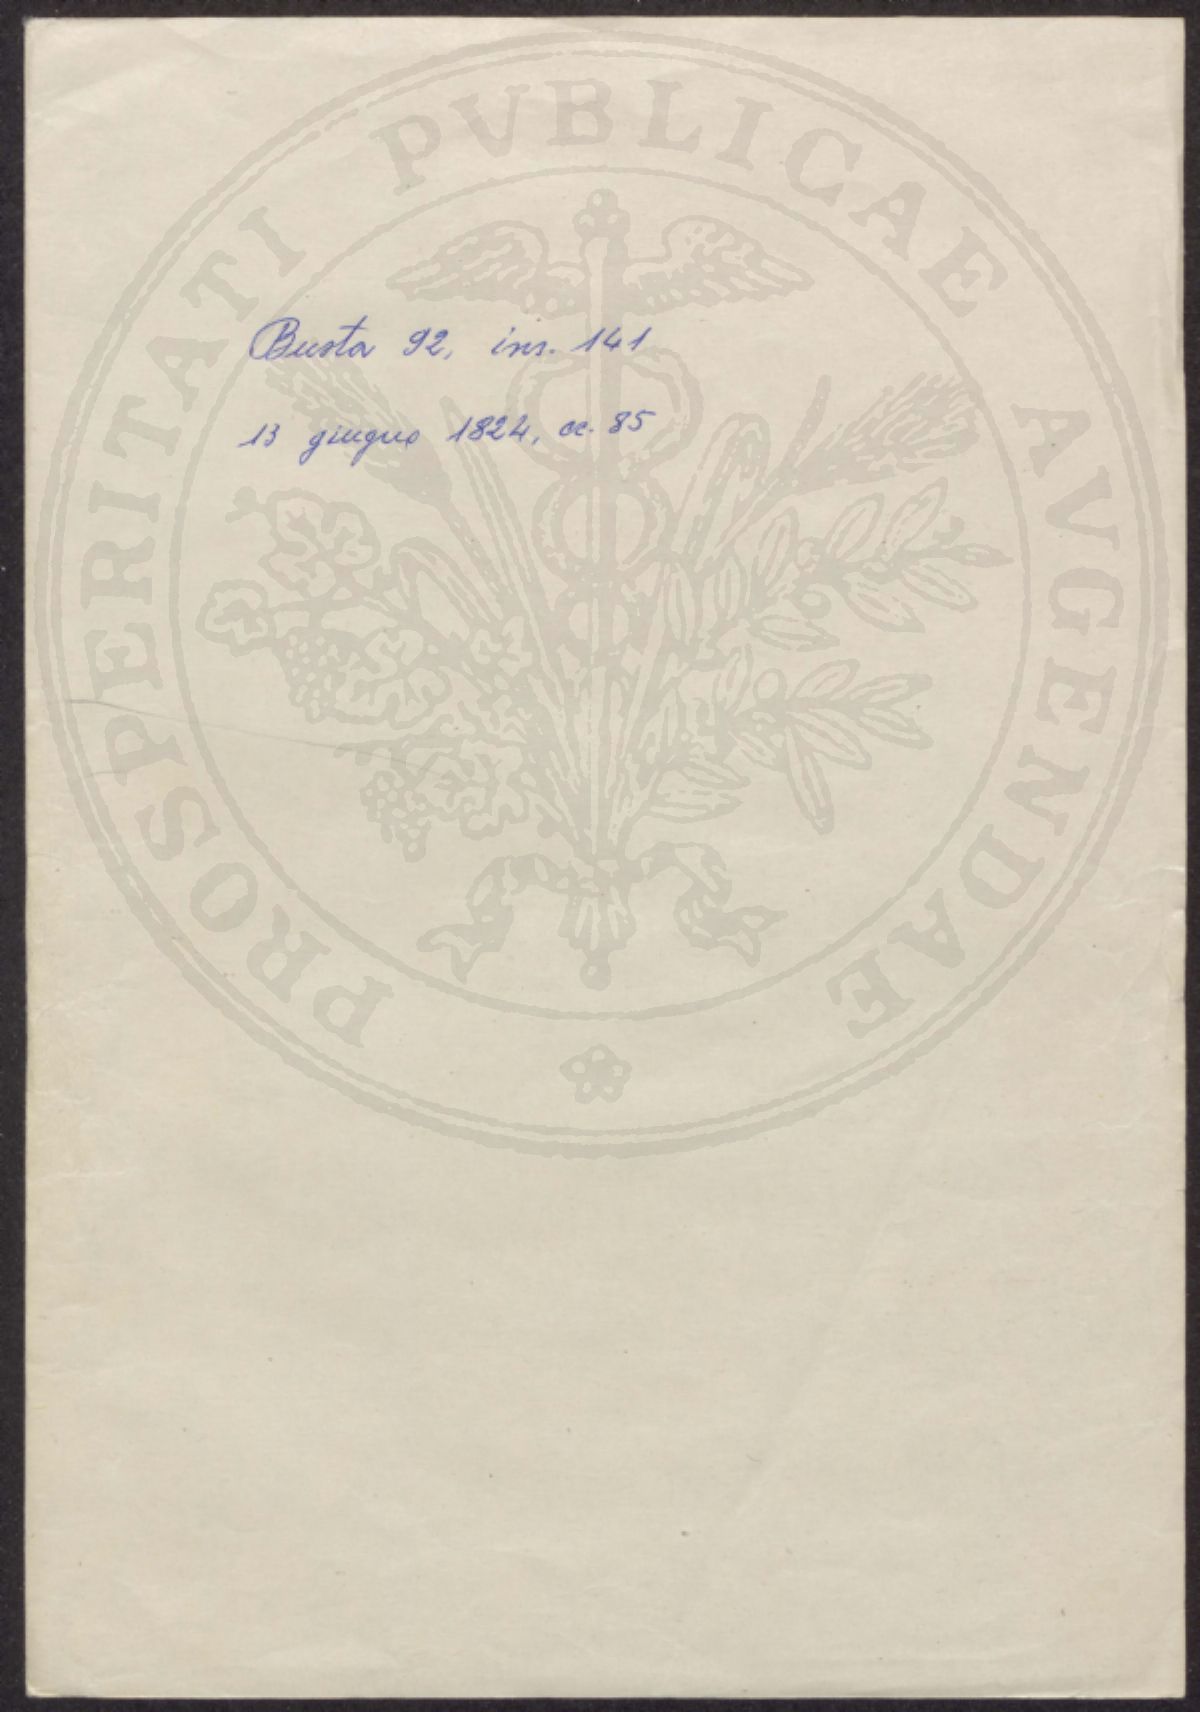 Busta 92, ins. 141
13 giugno 1824, cc. 85
PROSPERITATI PVBLICAE AVGENDAE